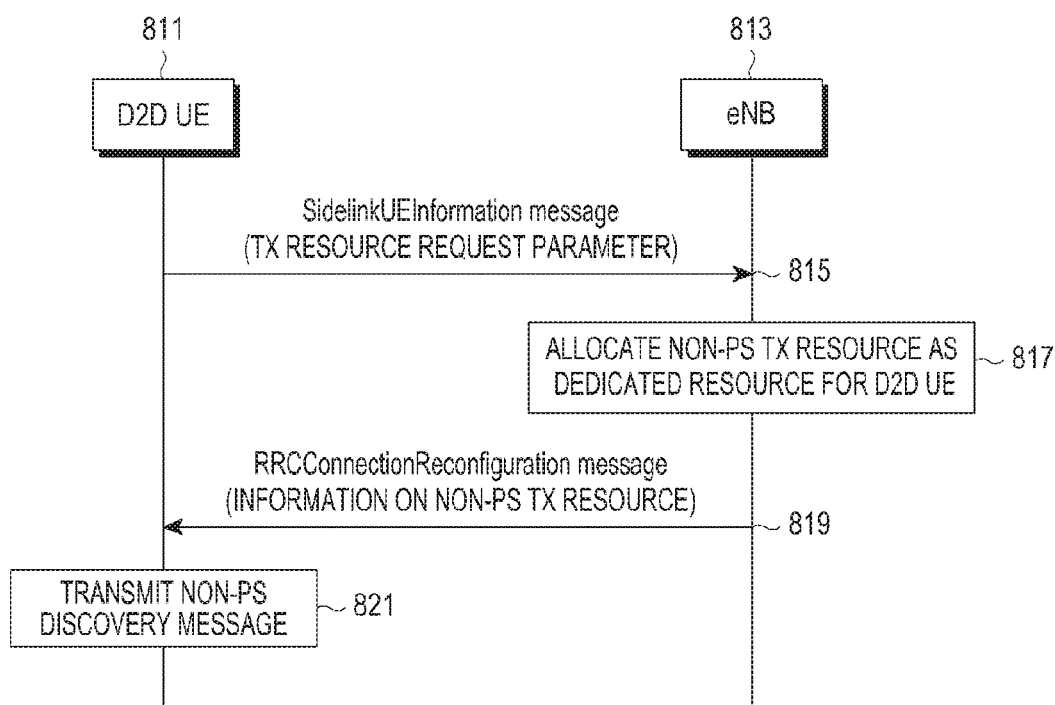 811
813
D2D UE
eNB
SidelinkUEInformation message
(TX RESOURCE REQUEST PARAMETER)
815
ALLOCATE NON-PS TX RESOURCE AS
DEDICATED RESOURCE FOR D2D UE
817
RRCConnectionReconfiguration message
(INFORMATION ON NON-PS TX RESOURCE)
819
TRANSMIT NON-PS
DISCOVERY MESSAGE
821